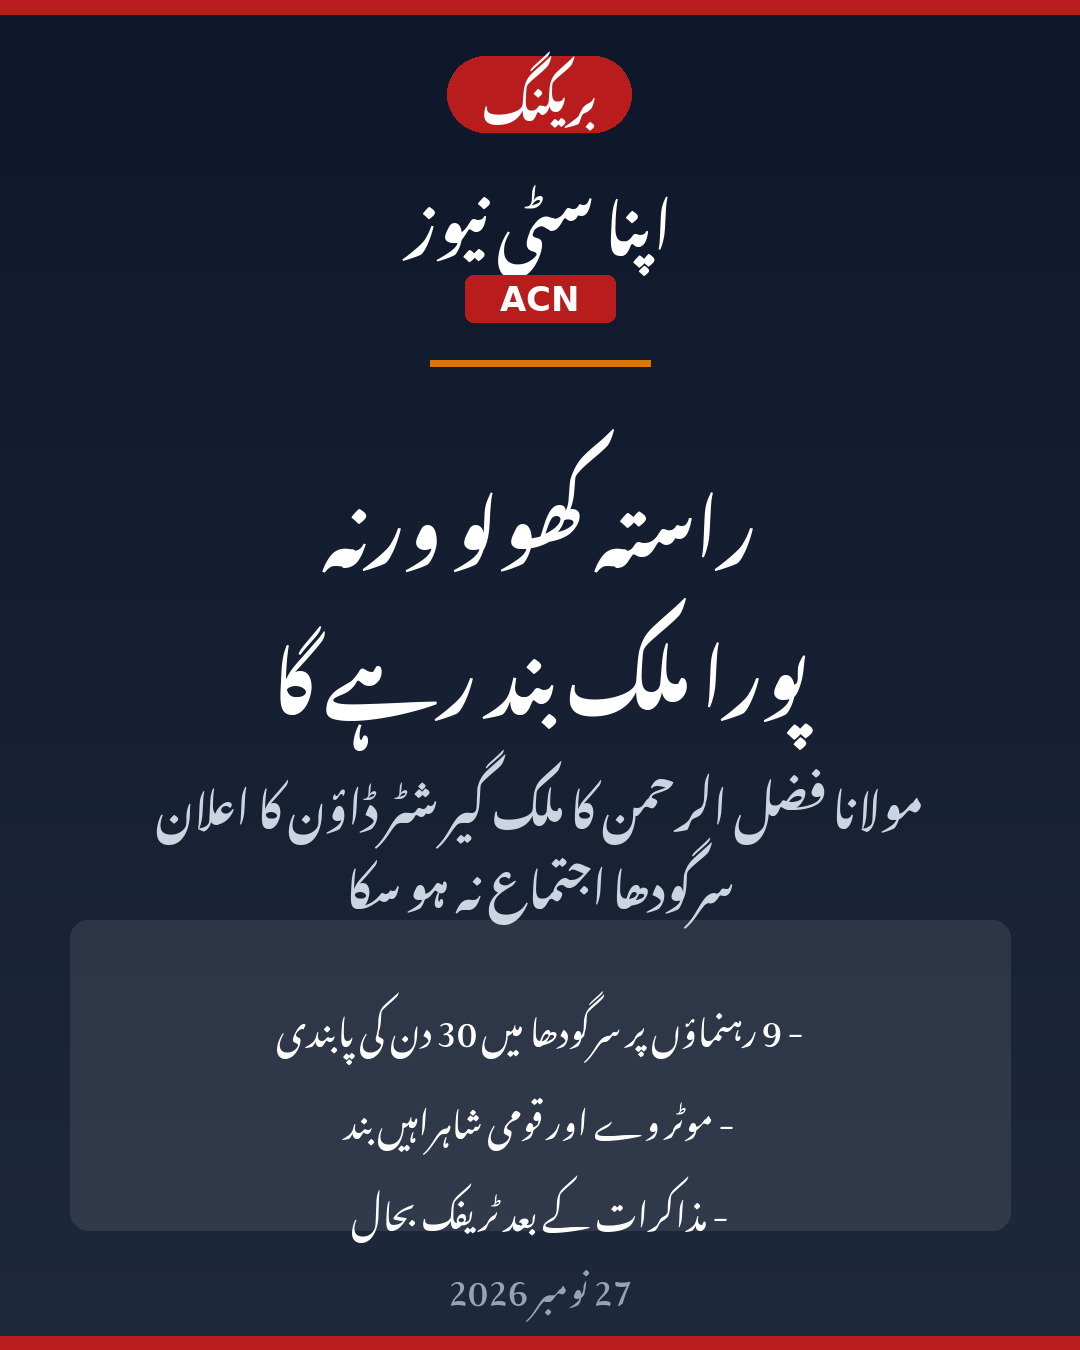 بریکنگ
اپنا سٹی نیوز
ACN
راستہ کھولو ورنہ
پورا ملک بند رہے گا
مولانا فضل الرحمن کا ملک گیر شٹر ڈاؤن کا اعلان
سرگودھا اجتماع نہ ہو سکا
- 9 رہنماؤں پر سرگودھا میں 30 دن کی پابندی
- موٹر وے اور قومی شاہراہیں بند
- مذاکرات کے بعد ٹریفک بحال
27 نومبر 2026